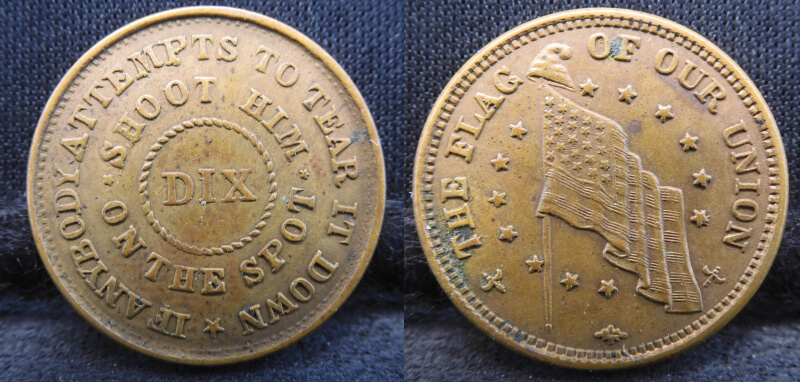 IF ANYBODY ATTEMPTS TO TEAR IT DOWN
SHOOT HIM
ON THE SPOT
DIX
THE FLAG OF OUR UNION